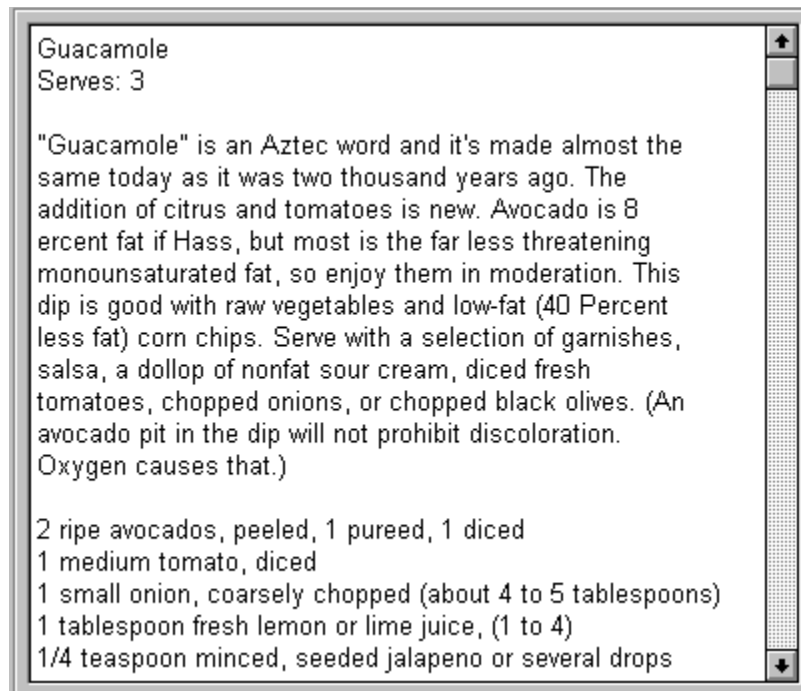 Guacamole
Serves: 3
"Guacamole" is an Aztec word and it's made almost the
same today as it was two thousand years ago. The
addition of citrus and tomatoes is new. Avocado is 8
ercent fat if Hass, but most is the far less threatening
monounsaturated fat, so enjoy them in moderation. This
dip is good with raw vegetables and low-fat (40 Percent
less fat) corn chips. Serve with a selection of garnishes,
salsa, a dollop of nonfat sour cream, diced fresh
tomatoes, chopped onions, or chopped black olives. (An
avocado pit in the dip will not prohibit discoloration.
Oxygen causes that.)
2 ripe avocados, peeled, 1 pureed, 1 diced
1 medium tomato, diced
1 small onion, coarsely chopped (about 4 to 5 tablespoons)
1 tablespoon fresh lemon or lime juice, (1 to 4)
1/4 teaspoon minced, seeded jalapeno or several drops